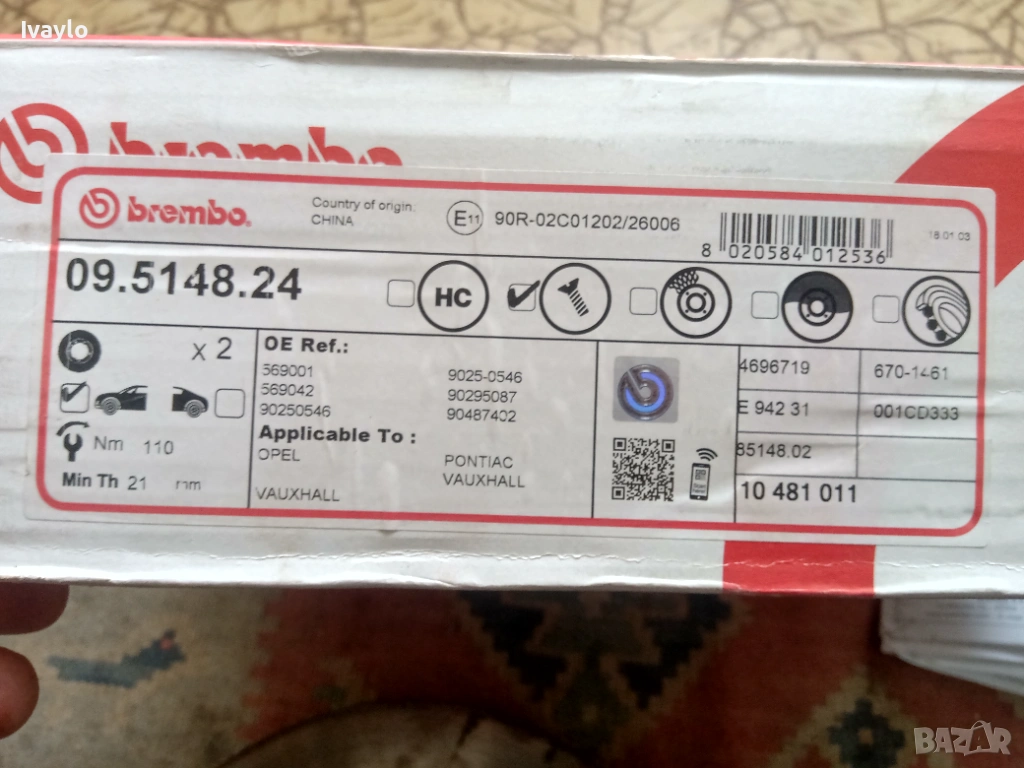 Ivaylo
brembo
brembo.
Country of origin:
CHINA
E11
90R-02C01202/26006
8 020584 012536
18 01 03
09.5148.24
HC
x 2
Nm 110
Min Th 21 mm
OE Ref.:
569001
569042
90250546
9025-0546
90295087
90487402
Applicable To :
OPEL
VAUXHALL
PONTIAC
VAUXHALL
4696719
670-1461
E 942 31
001CD333
85148.02
10 481 011
BAZAR